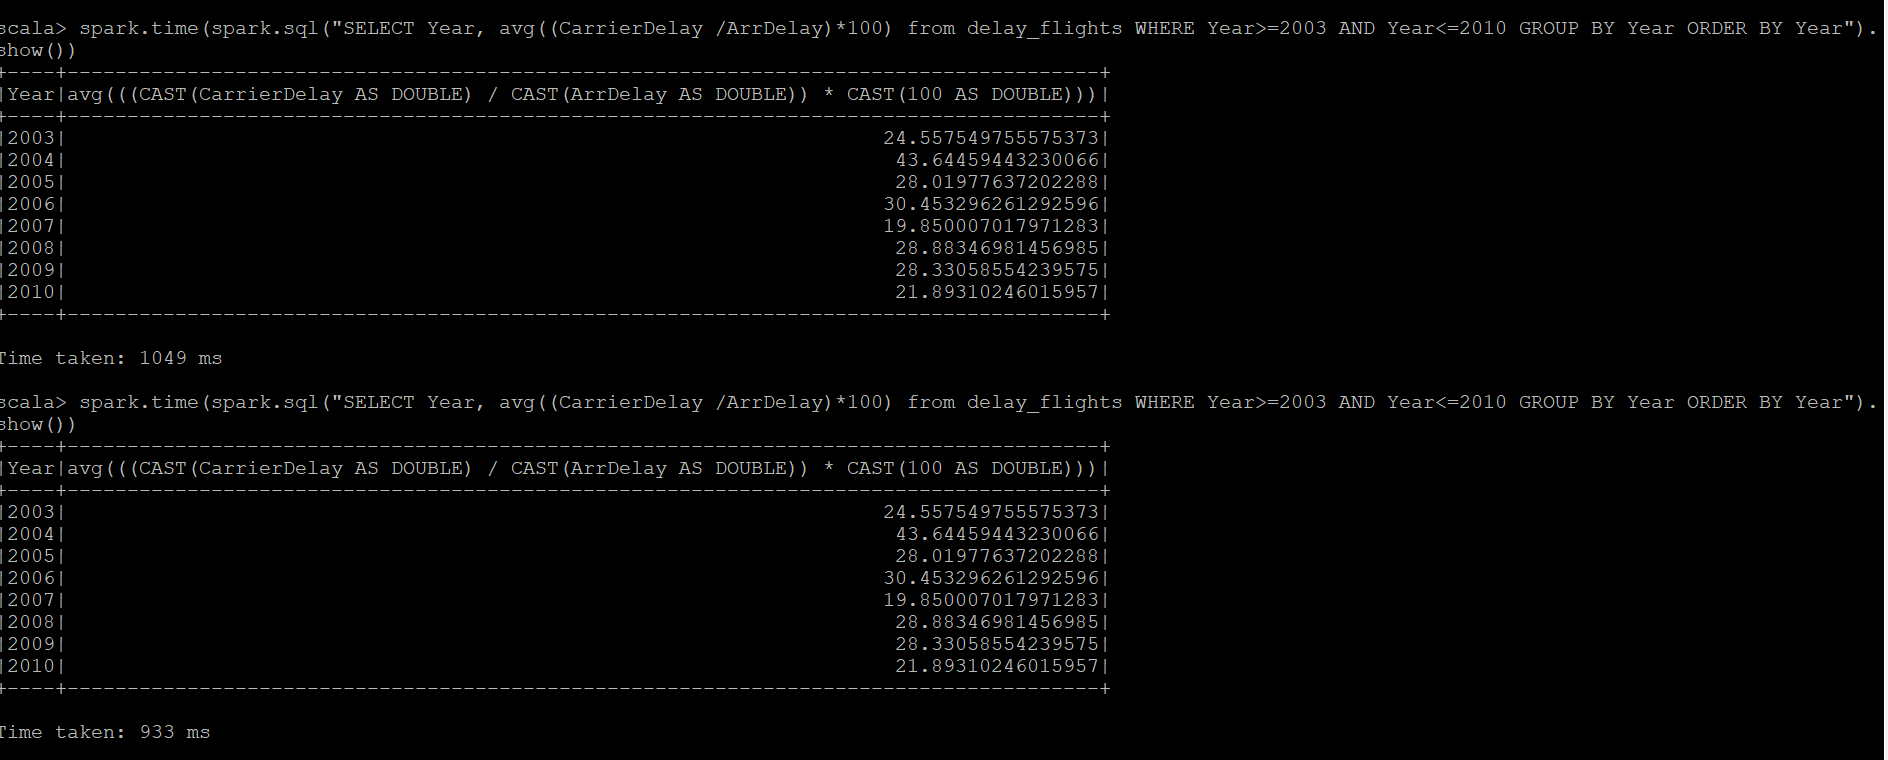 scala> spark.time(spark.sql("SELECT Year, avg((CarrierDelay /ArrDelay)*100) from delay_flights WHERE Year>=2003 AND Year<=2010 GROUP BY Year ORDER BY Year").
show())
+----+--------------------------------------------------------------------------------------+
|Year|avg(((CAST(CarrierDelay AS DOUBLE) / CAST(ArrDelay AS DOUBLE)) * CAST(100 AS DOUBLE)))|
+----+--------------------------------------------------------------------------------------+
|2003|                                                                    24.557549755575373|
|2004|                                                                     43.64459443230066|
|2005|                                                                     28.01977637202288|
|2006|                                                                    30.453296261292596|
|2007|                                                                    19.850007017971283|
|2008|                                                                     28.88346981456985|
|2009|                                                                     28.33058554239575|
|2010|                                                                     21.89310246015957|
+----+--------------------------------------------------------------------------------------+
Time taken: 1049 ms
scala> spark.time(spark.sql("SELECT Year, avg((CarrierDelay /ArrDelay)*100) from delay_flights WHERE Year>=2003 AND Year<=2010 GROUP BY Year ORDER BY Year").
show())
+----+--------------------------------------------------------------------------------------+
|Year|avg(((CAST(CarrierDelay AS DOUBLE) / CAST(ArrDelay AS DOUBLE)) * CAST(100 AS DOUBLE)))|
+----+--------------------------------------------------------------------------------------+
|2003|                                                                    24.557549755575373|
|2004|                                                                     43.64459443230066|
|2005|                                                                     28.01977637202288|
|2006|                                                                    30.453296261292596|
|2007|                                                                    19.850007017971283|
|2008|                                                                     28.88346981456985|
|2009|                                                                     28.33058554239575|
|2010|                                                                     21.89310246015957|
+----+--------------------------------------------------------------------------------------+
Time taken: 933 ms